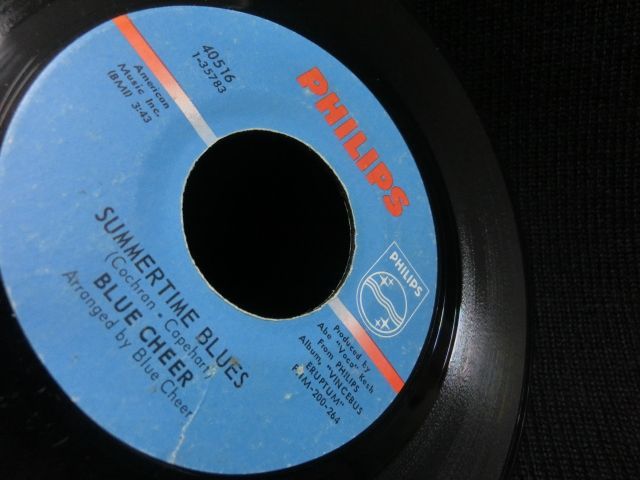 PHILIPS
40516
1-35783
American
Music Inc.
(BMI) 3:43
PHILIPS
Produced by
Abe "Voco" Kesh
From PHILIPS
Album, "VINCEBUS
ERUPTUM"
PHM-200-264
SUMMERTIME BLUES
(Cochran - Capehart)
BLUE CHEER
Arranged by Blue Cheer